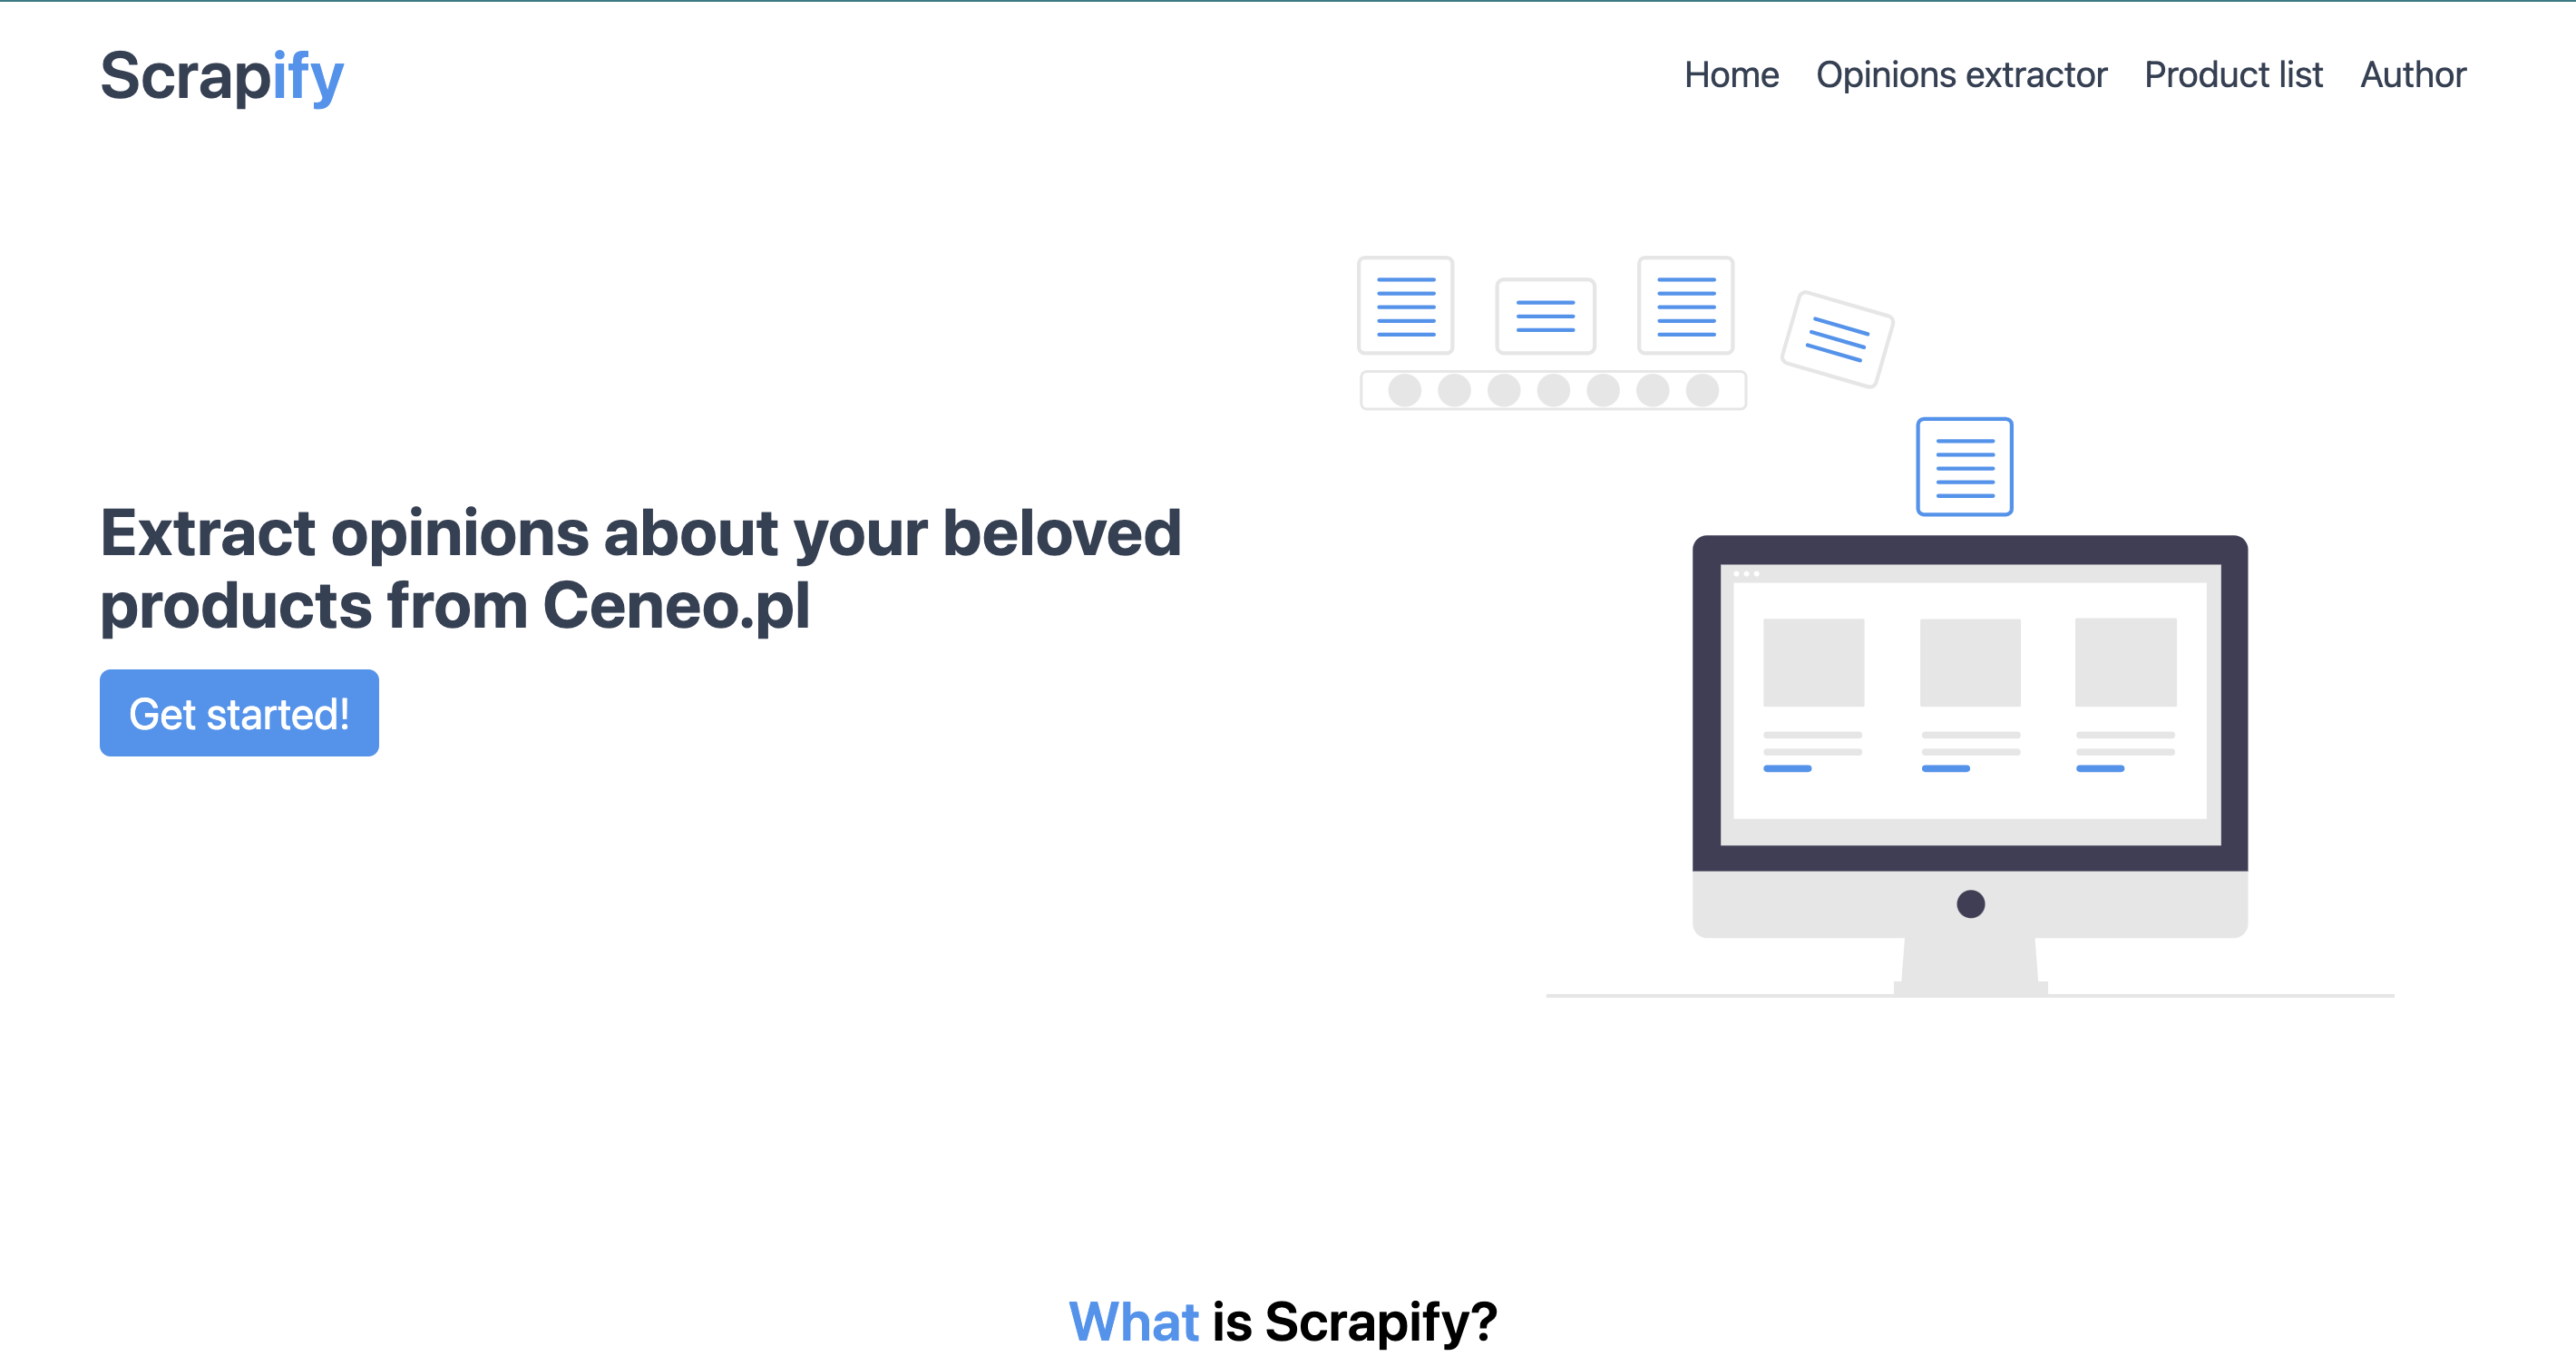 Scrapify
Home
Opinions extractor
Product list
Author
Extract opinions about your beloved
products from Ceneo.pl
Get started!
What is Scrapify?